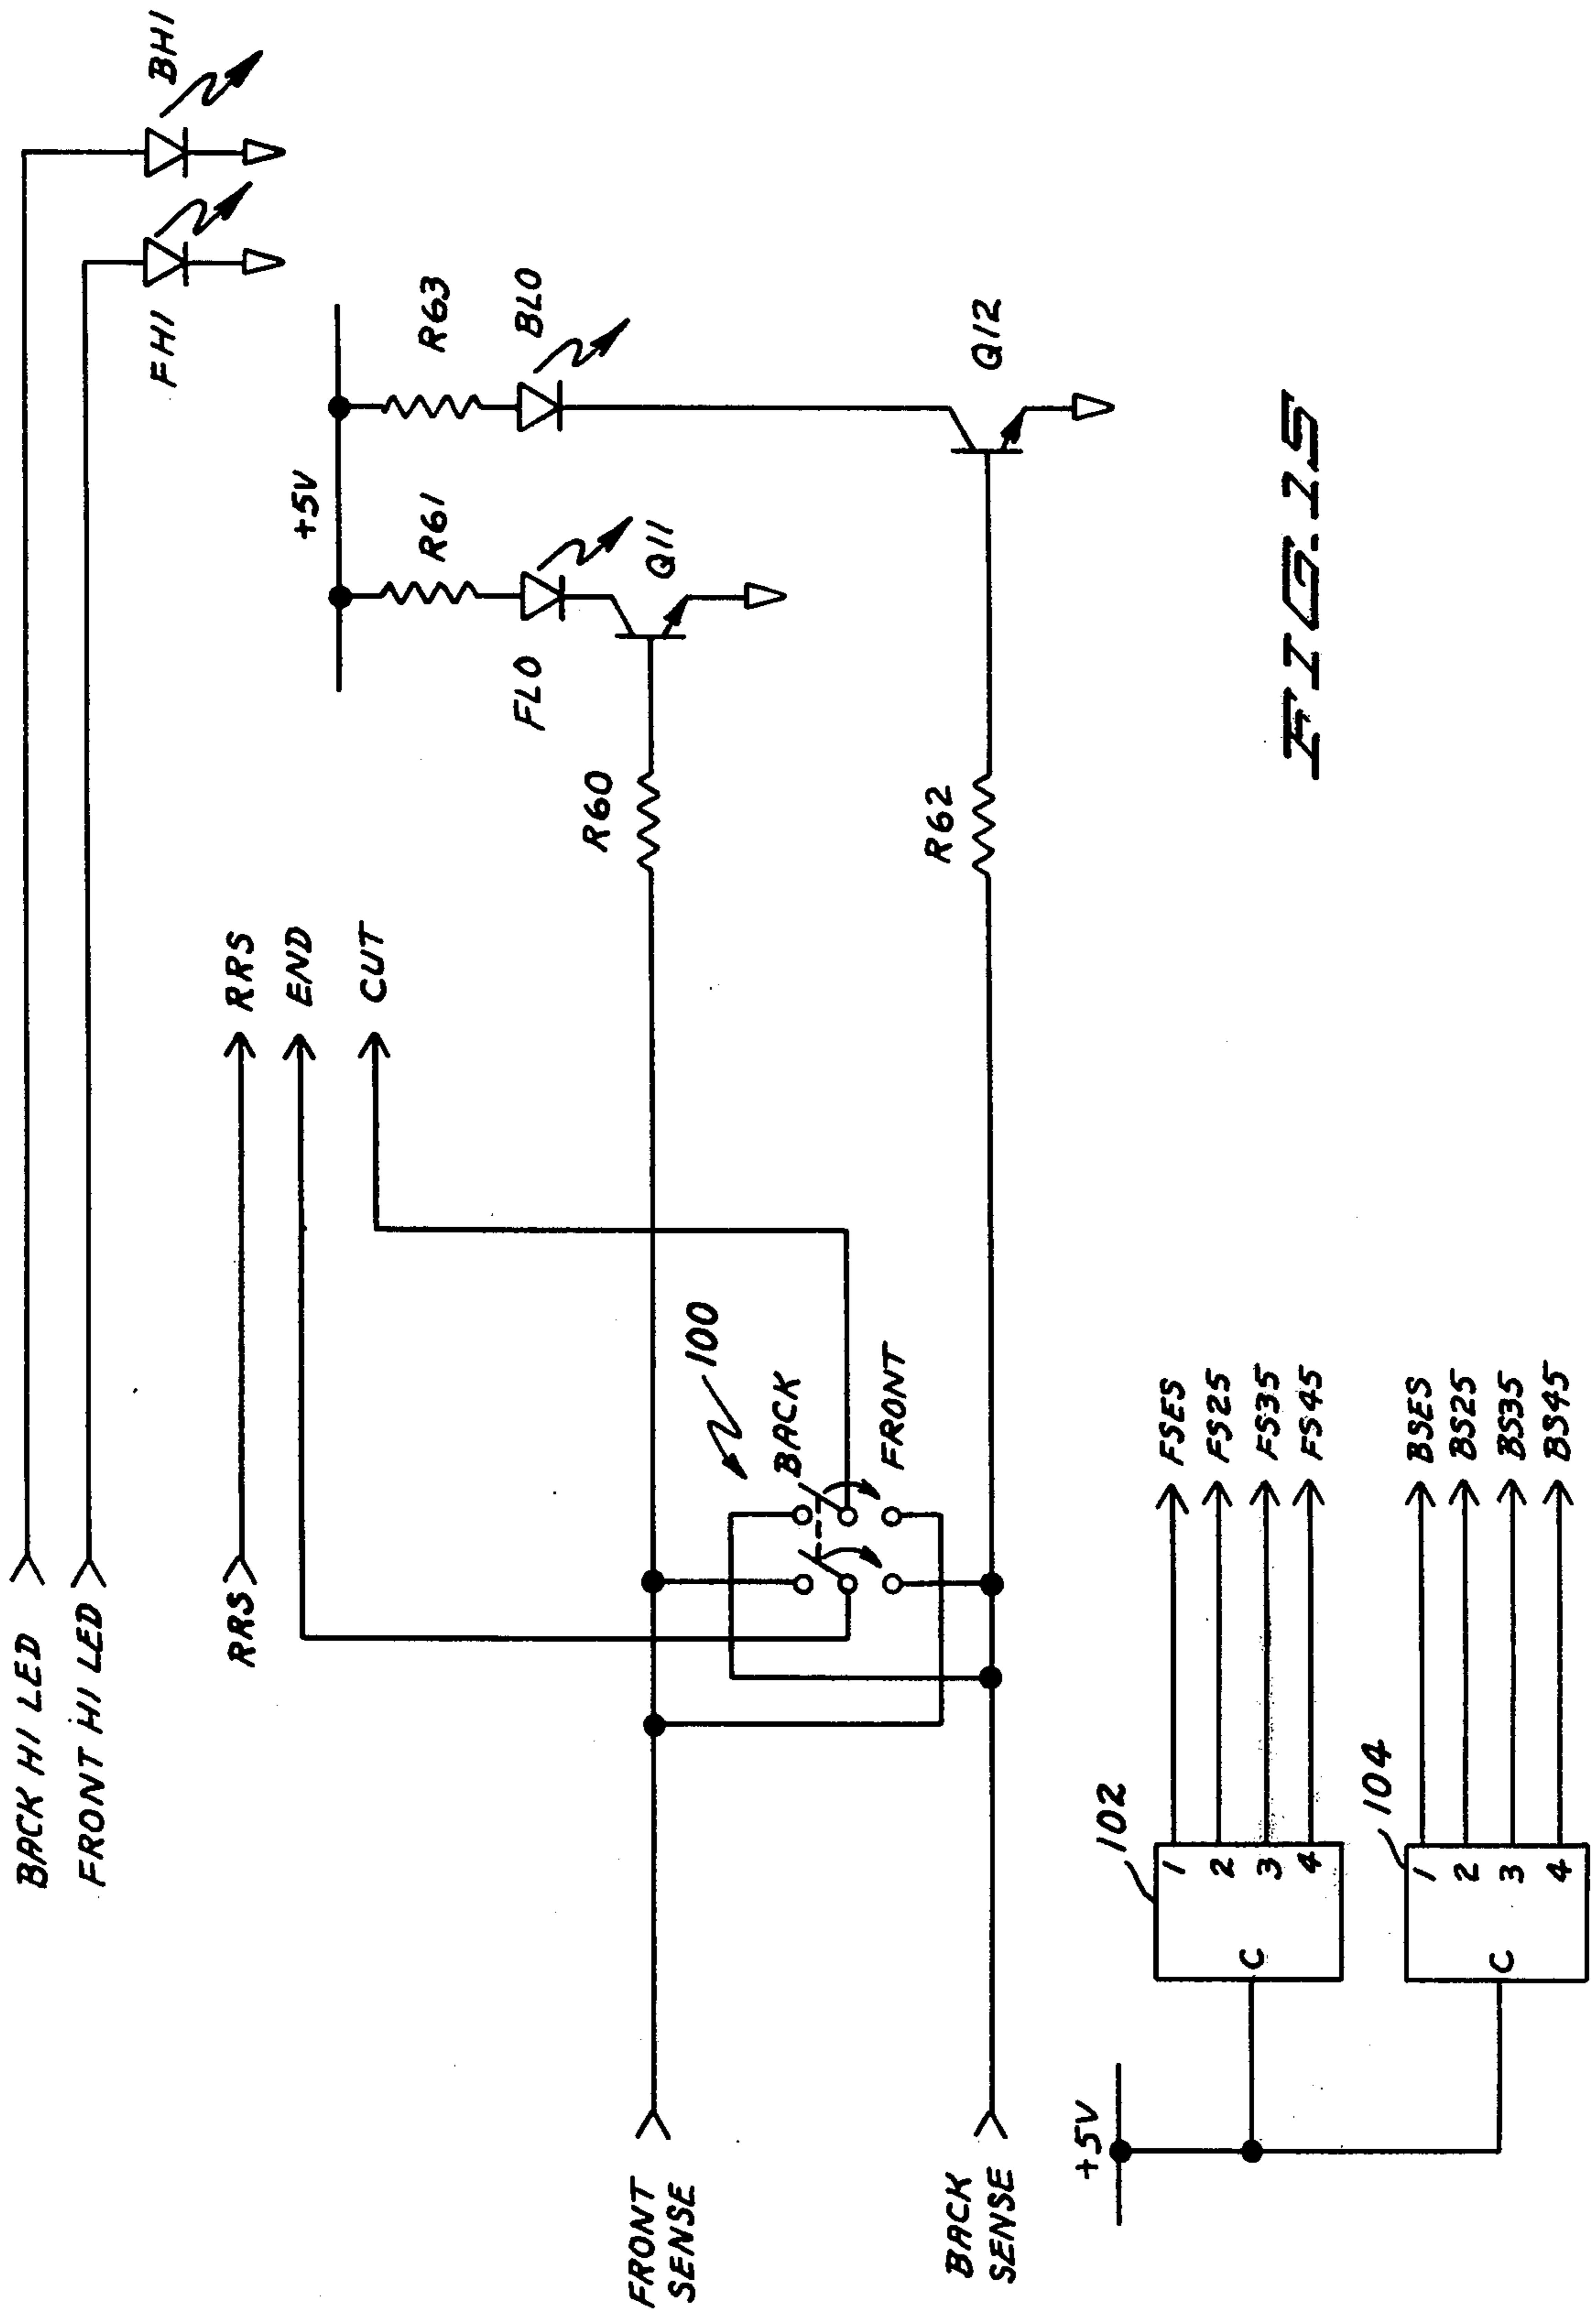 BACK HI LED
FRONT HI LED
FHI
BHI
RRS
RRS
END
CUT
+5V
R61
R63
FLO
BLO
Q11
Q12
R60
R62
100
BACK
FRONT
FRONT
SENSE
BACK
SENSE
+5V
102
C
1
2
3
4
FSES
FS25
FS35
FS45
104
C
1
2
3
4
BSES
BS25
BS35
BS45
FIG. 25